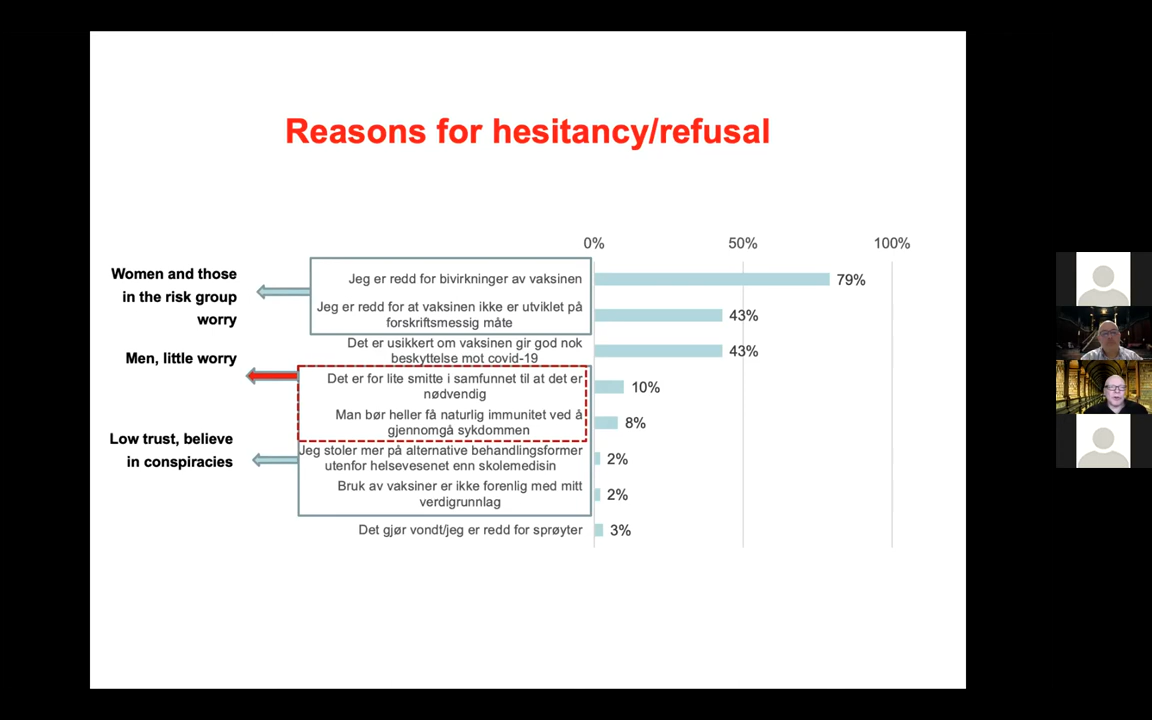 Reasons for hesitancy/refusal
0%
50%
100%
Women and those
in the risk group
worry
Men, little worry
Low trust, believe
in conspiracies
Jeg er redd for bivirkninger av vaksinen
79%
Jeg er redd for at vaksinen ikke er utviklet på
forskriftsmessig måte
43%
Det er usikkert om vaksinen gir god nok
beskyttelse mot covid-19
43%
Det er for lite smitte i samfunnet til at det er
nødvendig
10%
Man bør heller få naturlig immunitet ved å
gjennomgå sykdommen
8%
Jeg stoler mer på alternative behandlingsformer
utenfor helsevesenet enn skolemedisin
2%
Bruk av vaksiner er ikke forenlig med mitt
verdigrunnlag
2%
Det gjør vondt/jeg er redd for sprøyter
3%